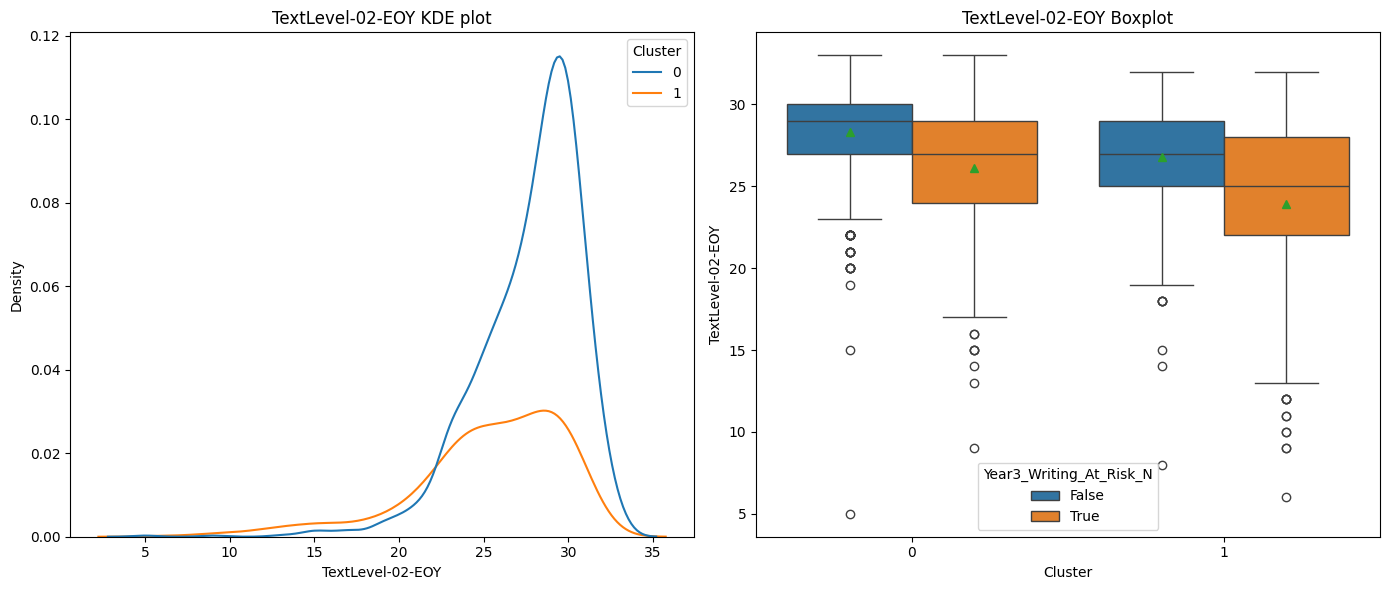 TextLevel-02-EOY KDE plot
Density
0.12
0.10
0.08
0.06
0.04
0.02
0.00
5 10 15 20 25 30 35
TextLevel-02-EOY
Cluster
0
1
TextLevel-02-EOY Boxplot
TextLevel-02-EOY
30
25
20
15
10
5
0 1
Cluster
Year3_Writing_At_Risk_N
False
True